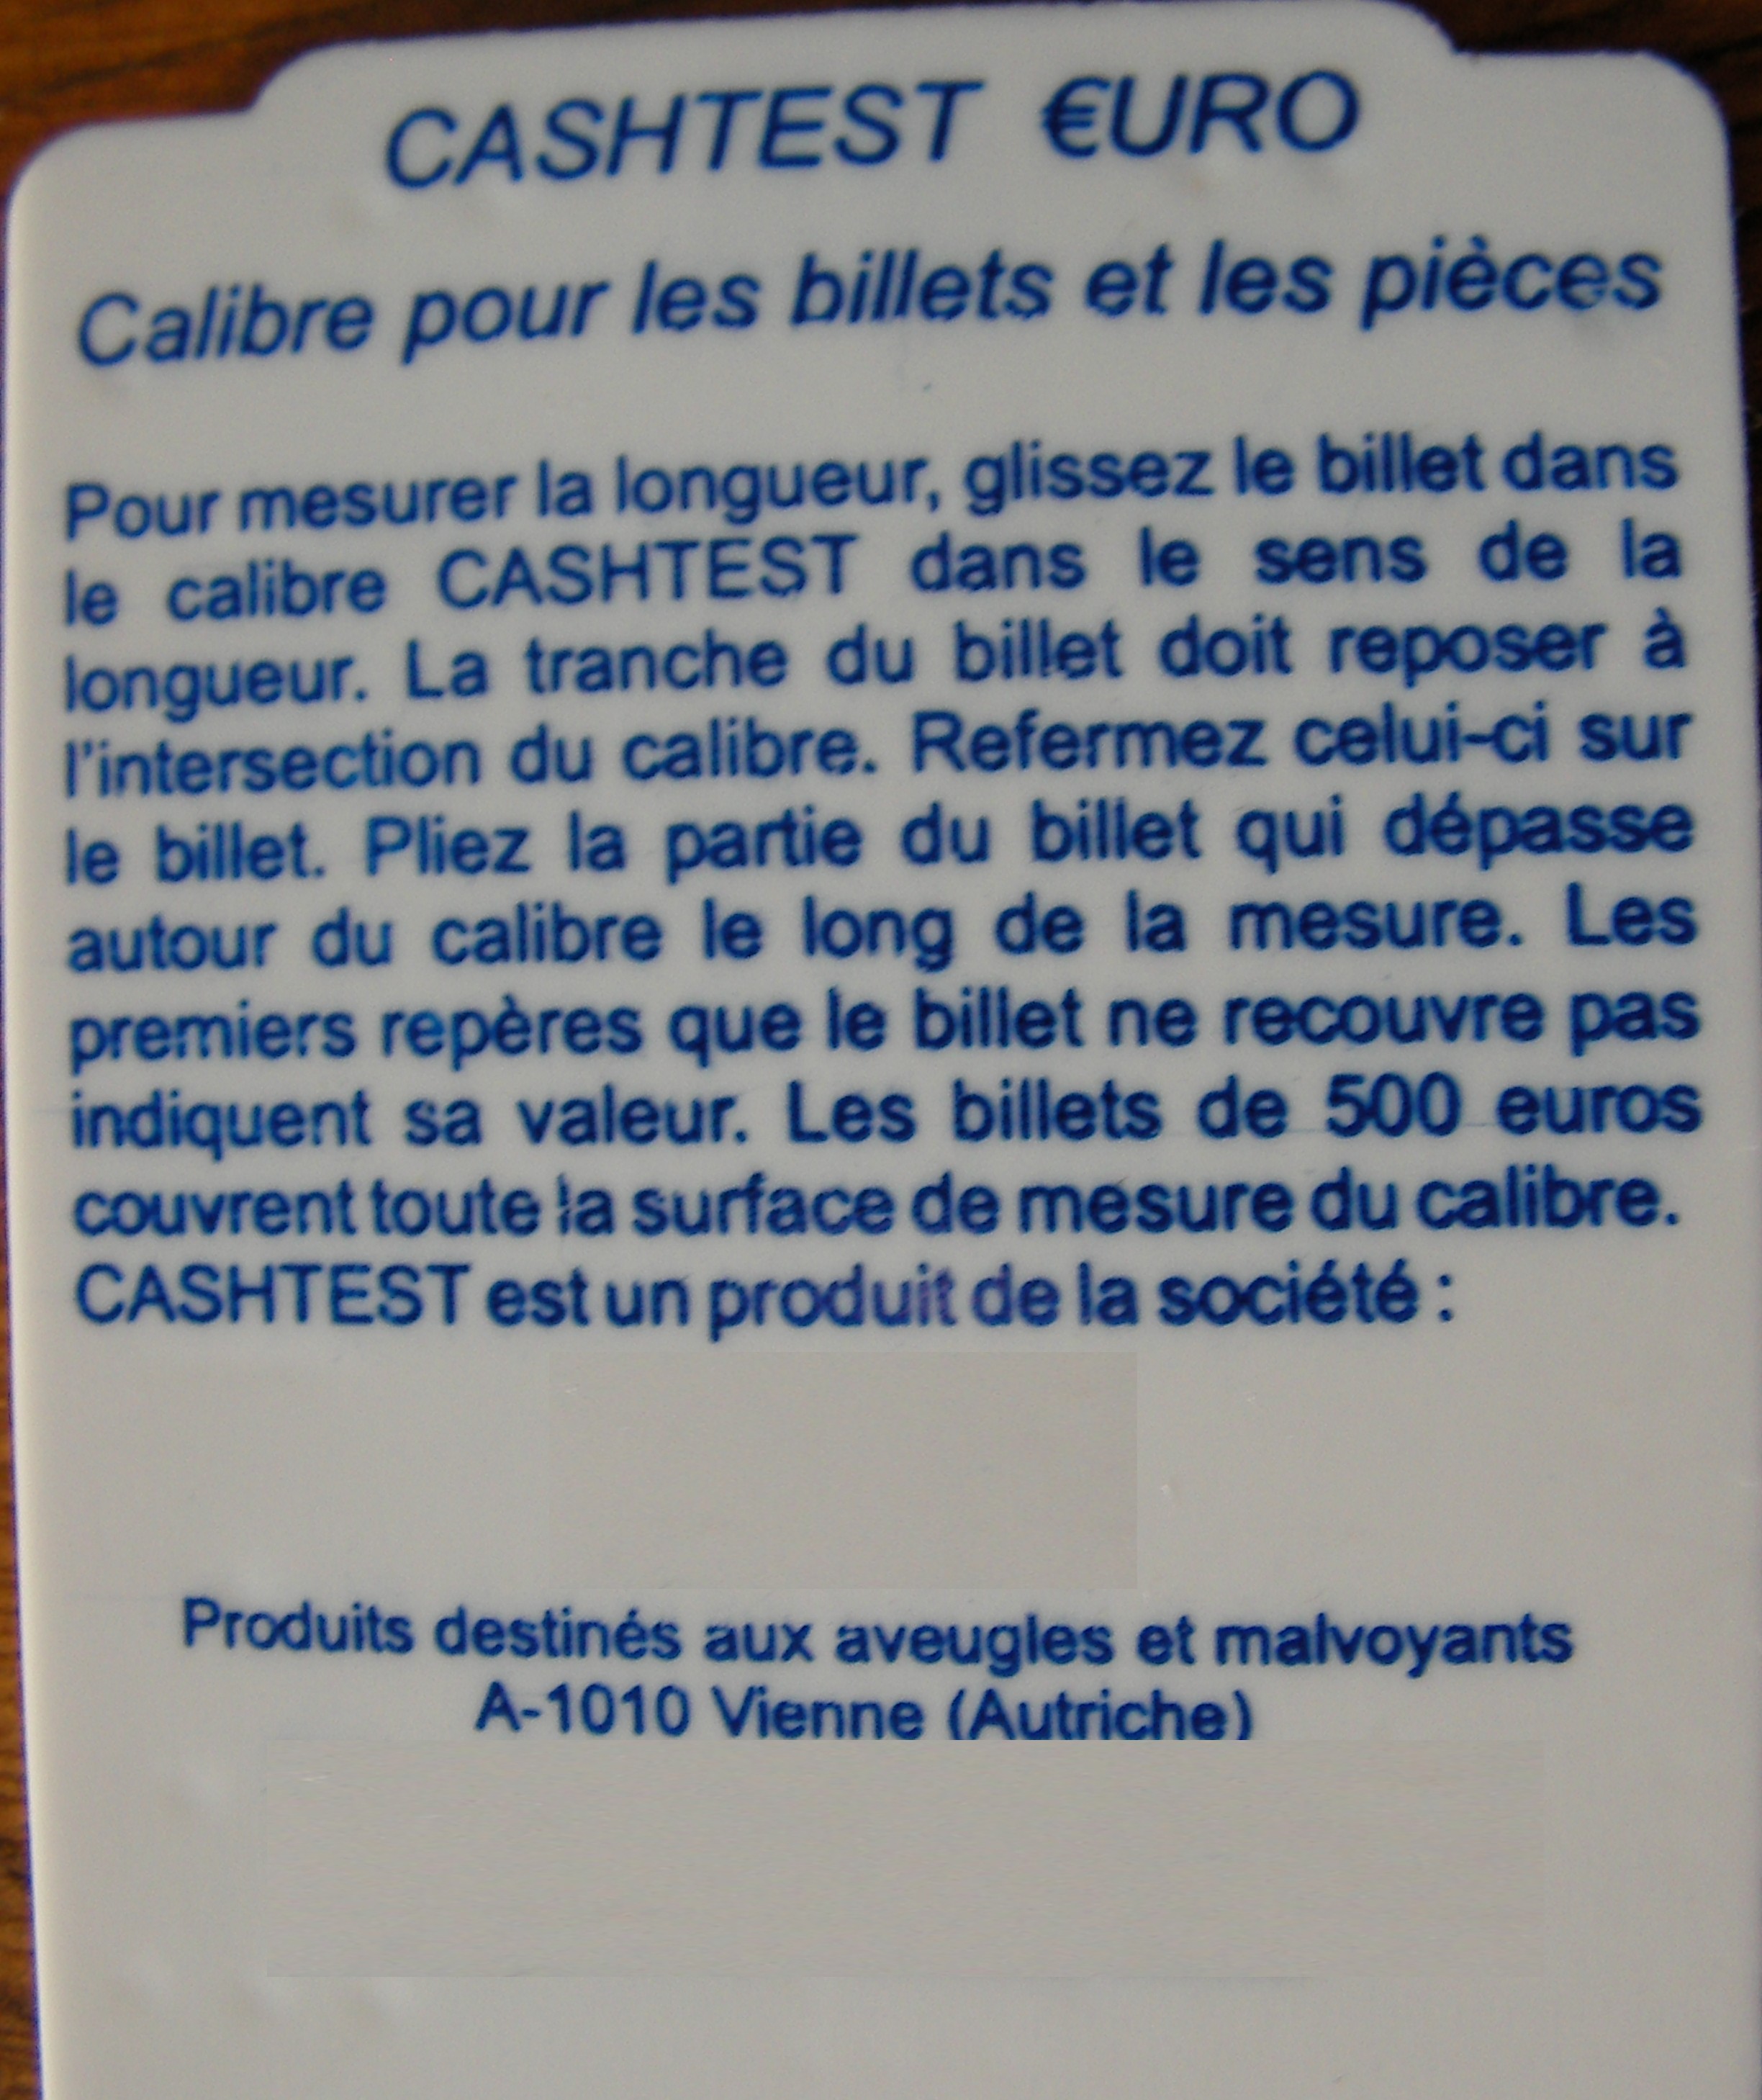 CASHTEST €URO
Calibre pour les billets et les pièces
Pour mesurer la longueur, glissez le billet dans
le calibre CASHTEST dans le sens de la
longueur. La tranche du billet doit reposer à
l'intersection du calibre. Refermez celui-ci sur
le billet. Pliez la partie du billet qui dépasse
autour du calibre le long de la mesure. Les
premiers repères que le billet ne recouvre pas
indiquent sa valeur. Les billets de 500 euros
couvrent toute la surface de mesure du calibre.
CASHTEST est un produit de la société :
Produits destinés aux aveugles et malvoyants
A-1010 Vienne (Autriche)